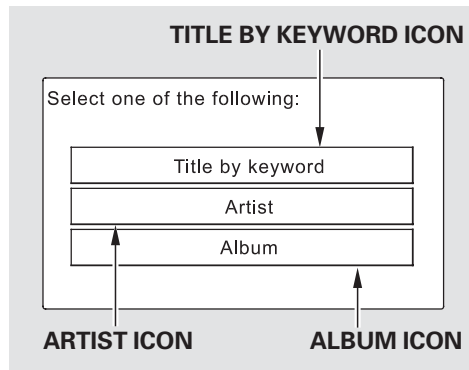 TITLE BY KEYWORD ICON
Select one of the following:
Title by keyword
Artist
Album
ARTIST ICON
ALBUM ICON